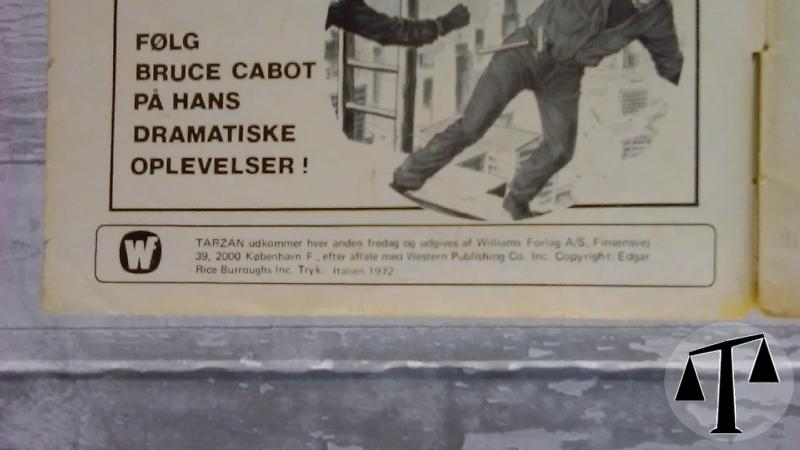 FØLG
BRUCE CABOT
PÅ HANS
DRAMATISKE
OPLEVELSER!
WF
TARZAN udkommer hver anden fredag og udgives af Williams Forlag A/S, Finsensvej
39, 2000 København F., efter aftale med Western Publishing Co. Inc. Copyright: Edgar
Rice Burroughs Inc. Tryk: Italien 1972